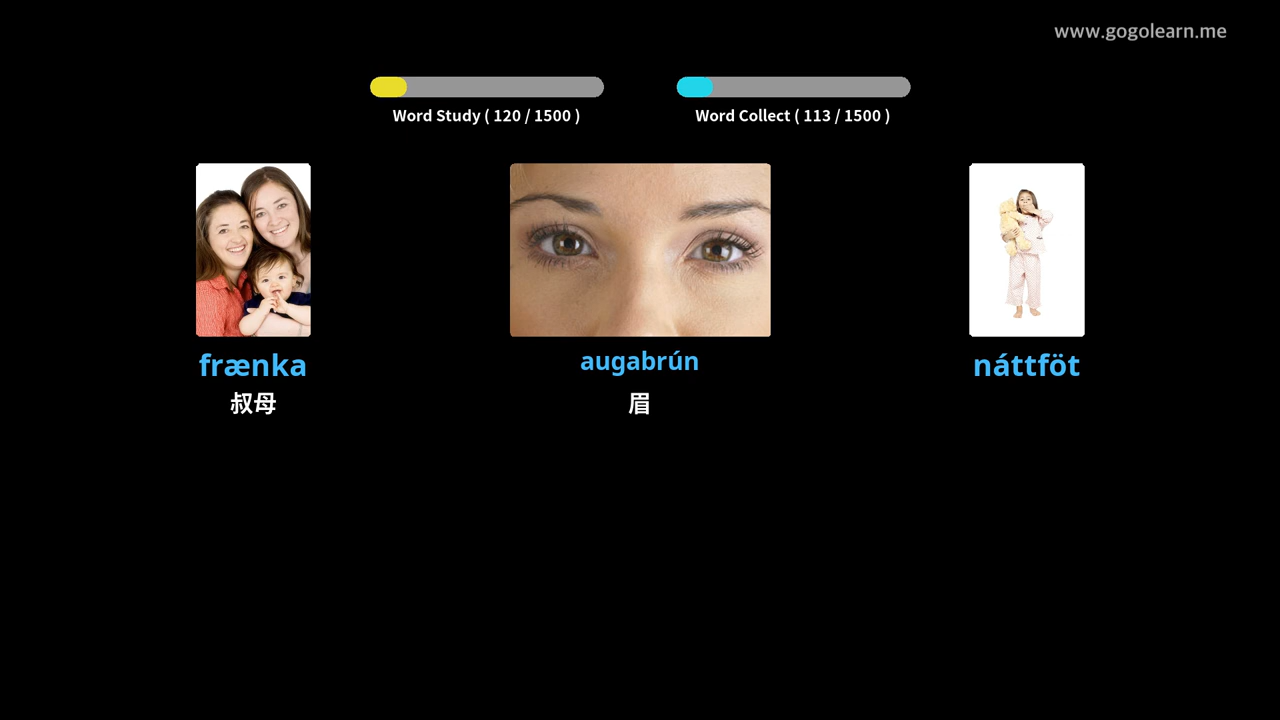 www.gogolearn.me
Word Study ( 120 / 1500 )
Word Collect ( 113 / 1500 )
frænka
叔母
augabrún
眉
náttföt